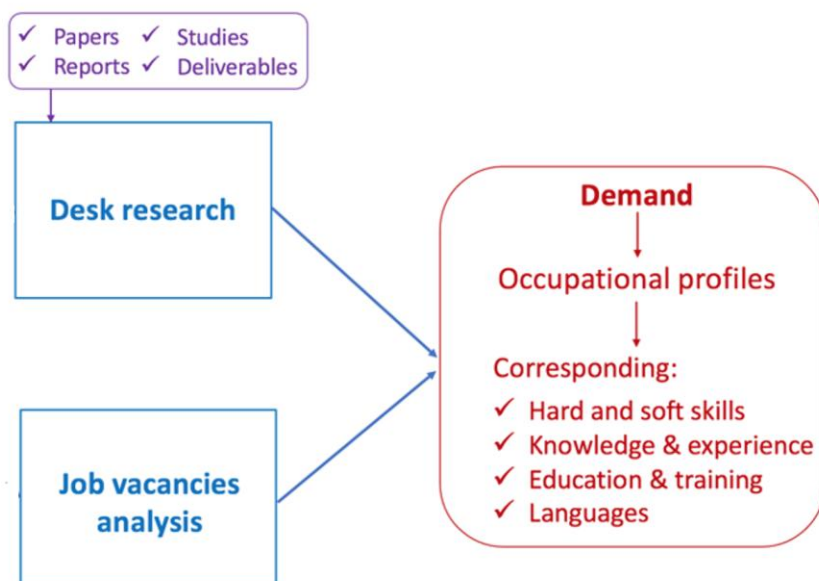 ✓ Papers ✓ Studies
✓ Reports ✓ Deliverables
Desk research
Job vacancies
analysis
Demand
Occupational profiles
Corresponding:
✓ Hard and soft skills
✓ Knowledge & experience
✓ Education & training
✓ Languages